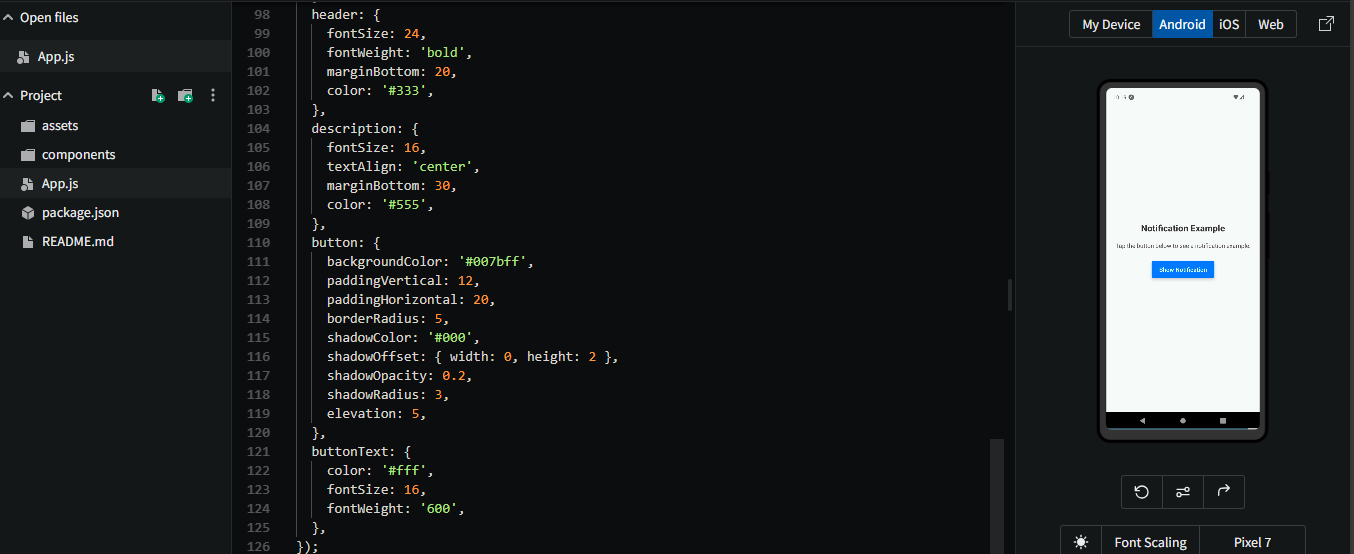 Open files
App.js
Project
assets
components
App.js
package.json
README.md
98 header: {
99 fontSize: 24,
100 fontWeight: 'bold',
101 marginBottom: 20,
102 color: '#333',
103 },
104 description: {
105 fontSize: 16,
106 textAlign: 'center',
107 marginBottom: 30,
108 color: '#555',
109 },
110 button: {
111 backgroundColor: '#007bff',
112 paddingVertical: 12,
113 paddingHorizontal: 20,
114 borderRadius: 5,
115 shadowColor: '#000',
116 shadowOffset: { width: 0, height: 2 },
117 shadowOpacity: 0.2,
118 shadowRadius: 3,
119 elevation: 5,
120 },
121 buttonText: {
122 color: '#fff',
123 fontSize: 16,
124 fontWeight: '600',
125 },
126 });
My Device Android iOS Web
Notification Example
Tap the button below to see a notification example.
Show Notification
Font Scaling Pixel 7